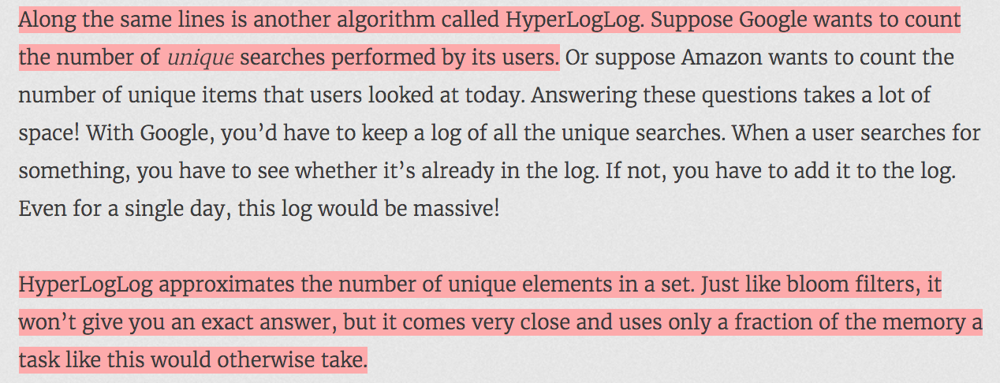 Along the same lines is another algorithm called HyperLogLog. Suppose Google wants to count
the number of unique searches performed by its users. Or suppose Amazon wants to count the
number of unique items that users looked at today. Answering these questions takes a lot of
space! With Google, you’d have to keep a log of all the unique searches. When a user searches for
something, you have to see whether it’s already in the log. If not, you have to add it to the log.
Even for a single day, this log would be massive!
HyperLogLog approximates the number of unique elements in a set. Just like bloom filters, it
won’t give you an exact answer, but it comes very close and uses only a fraction of the memory a
task like this would otherwise take.